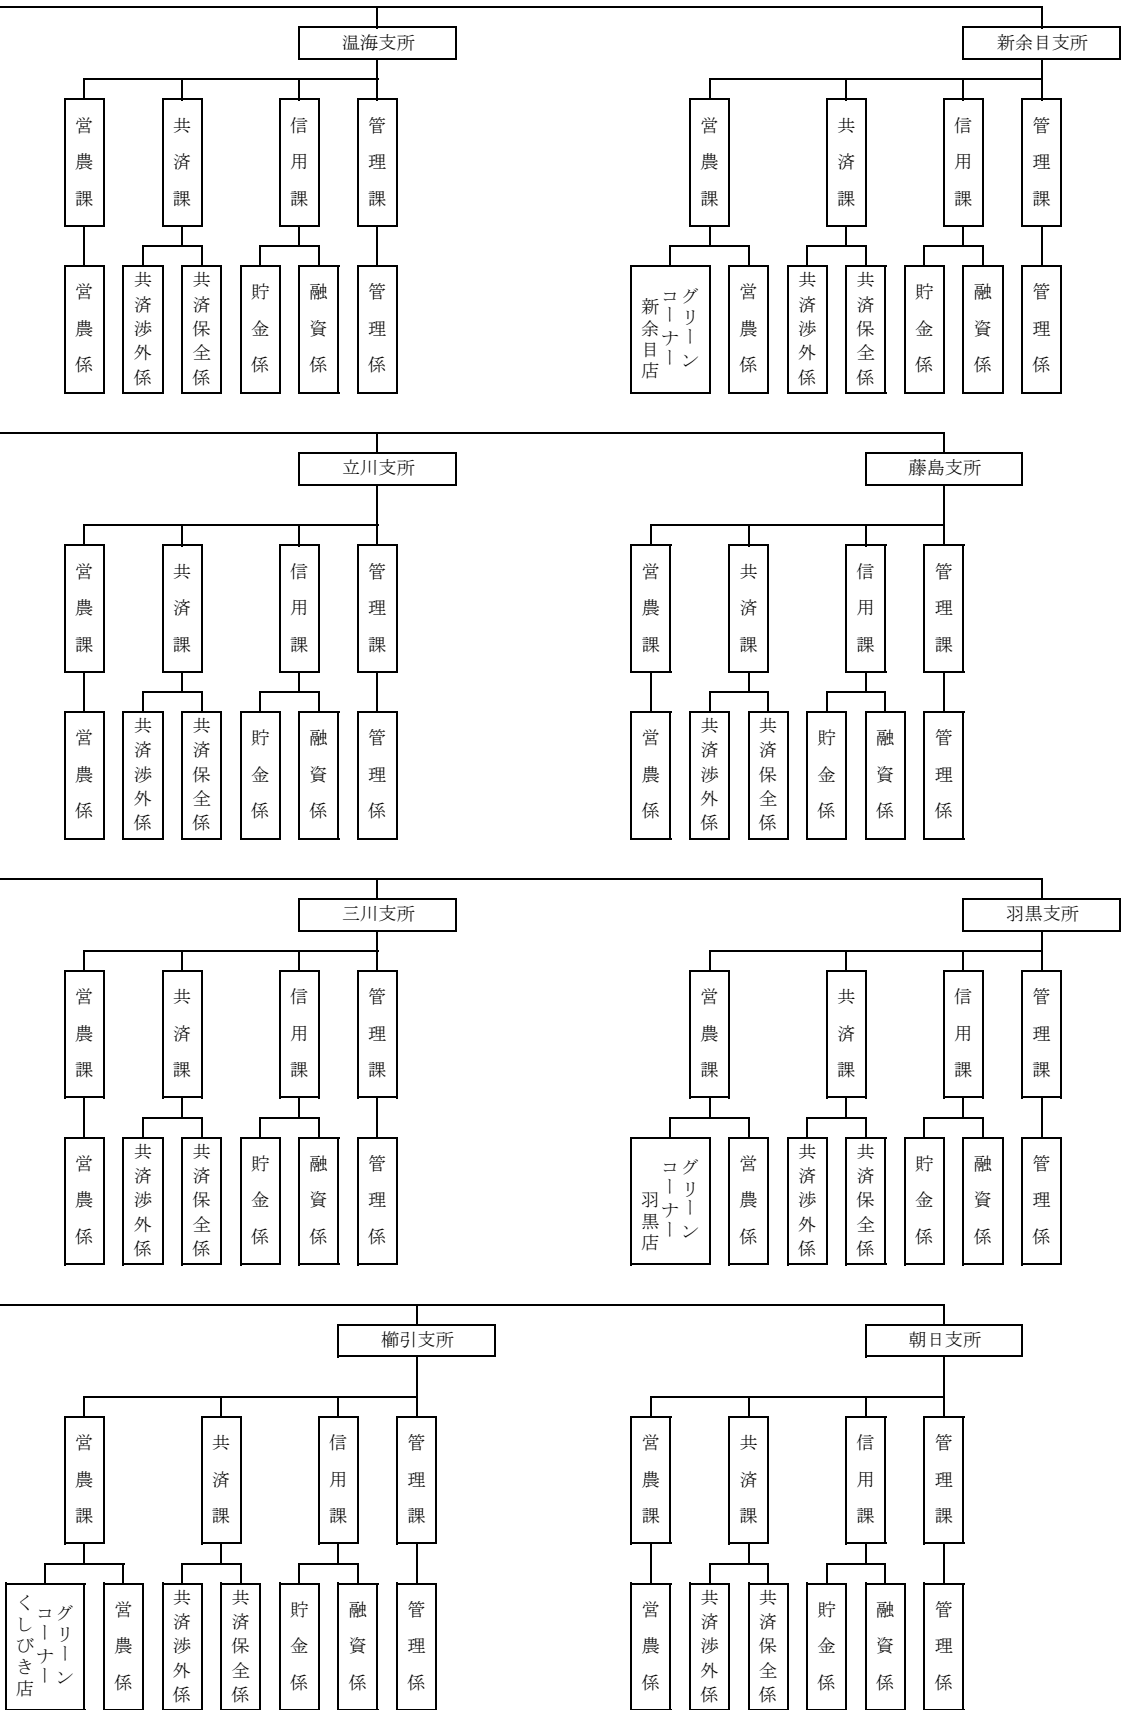 温海支所
新余目支所
営農課
共済課
信用課
管理課
営農課
共済課
信用課
管理課
営農係
共済渉外係
共済保全係
貯金係
融資係
管理係
グリーン
コーナー
新余目店
営農係
共済渉外係
共済保全係
貯金係
融資係
管理係
立川支所
藤島支所
営農課
共済課
信用課
管理課
営農課
共済課
信用課
管理課
営農係
共済渉外係
共済保全係
貯金係
融資係
管理係
営農係
共済渉外係
共済保全係
貯金係
融資係
管理係
三川支所
羽黒支所
営農課
共済課
信用課
管理課
営農課
共済課
信用課
管理課
営農係
共済渉外係
共済保全係
貯金係
融資係
管理係
グリーン
コーナー
羽黒店
営農係
共済渉外係
共済保全係
貯金係
融資係
管理係
櫛引支所
朝日支所
営農課
共済課
信用課
管理課
営農課
共済課
信用課
管理課
グリーン
コーナー
くしびき店
営農係
共済渉外係
共済保全係
貯金係
融資係
管理係
営農係
共済渉外係
共済保全係
貯金係
融資係
管理係